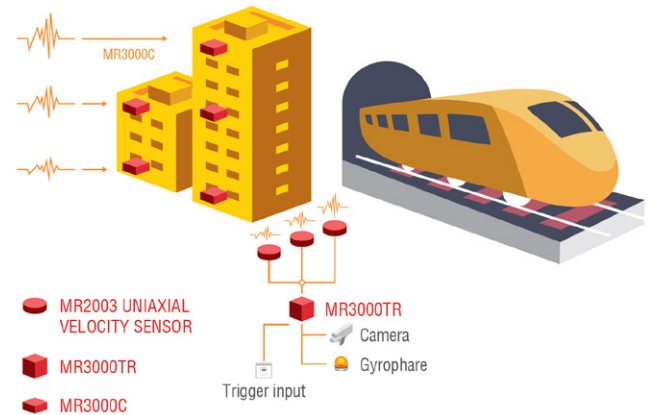 MR3000C
MR2003 UNIAXIAL
VELOCITY SENSOR
MR3000TR
MR3000C
MR3000TR
Camera
Gyrophare
Trigger input